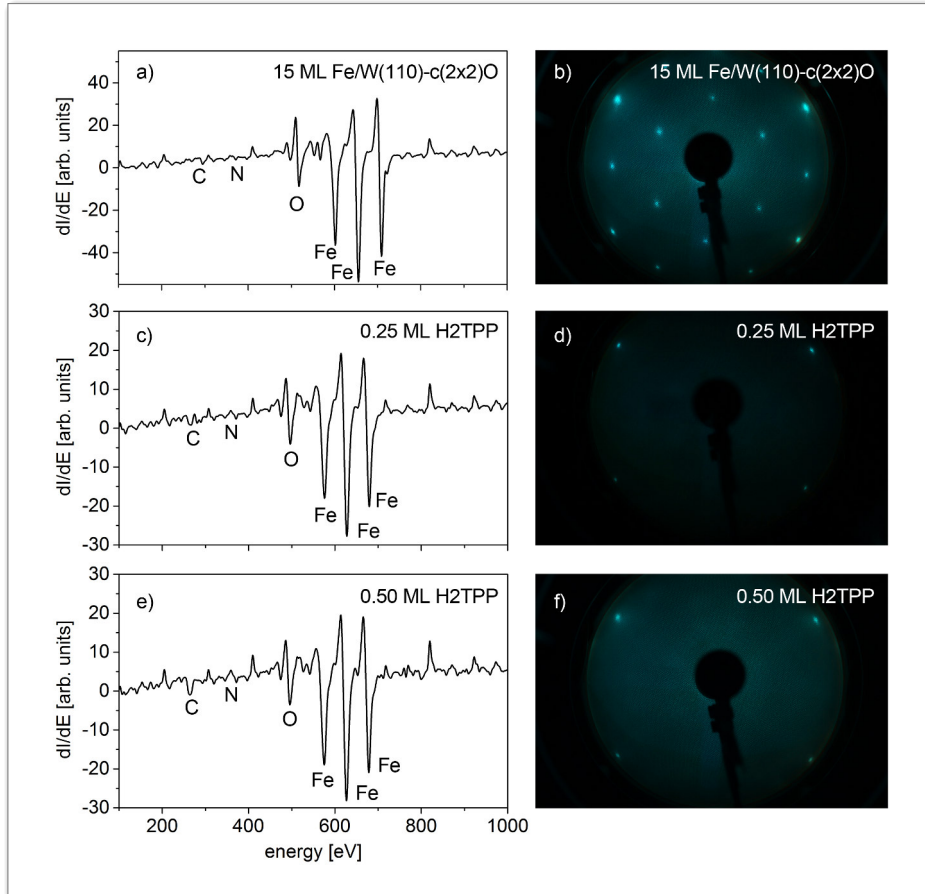 a) 15 ML Fe/W(110)-c(2x2)O
40
20
0
-20
-40
dI/dE [arb. units]
C N O Fe Fe Fe
b) 15 ML Fe/W(110)-c(2x2)O
c) 0.25 ML H2TPP
30
20
10
0
-10
-20
-30
dI/dE [arb. units]
C N O Fe Fe Fe
d) 0.25 ML H2TPP
e) 0.50 ML H2TPP
30
20
10
0
-10
-20
-30
dI/dE [arb. units]
C N O Fe Fe Fe
200 400 600 800 1000
energy [eV]
f) 0.50 ML H2TPP